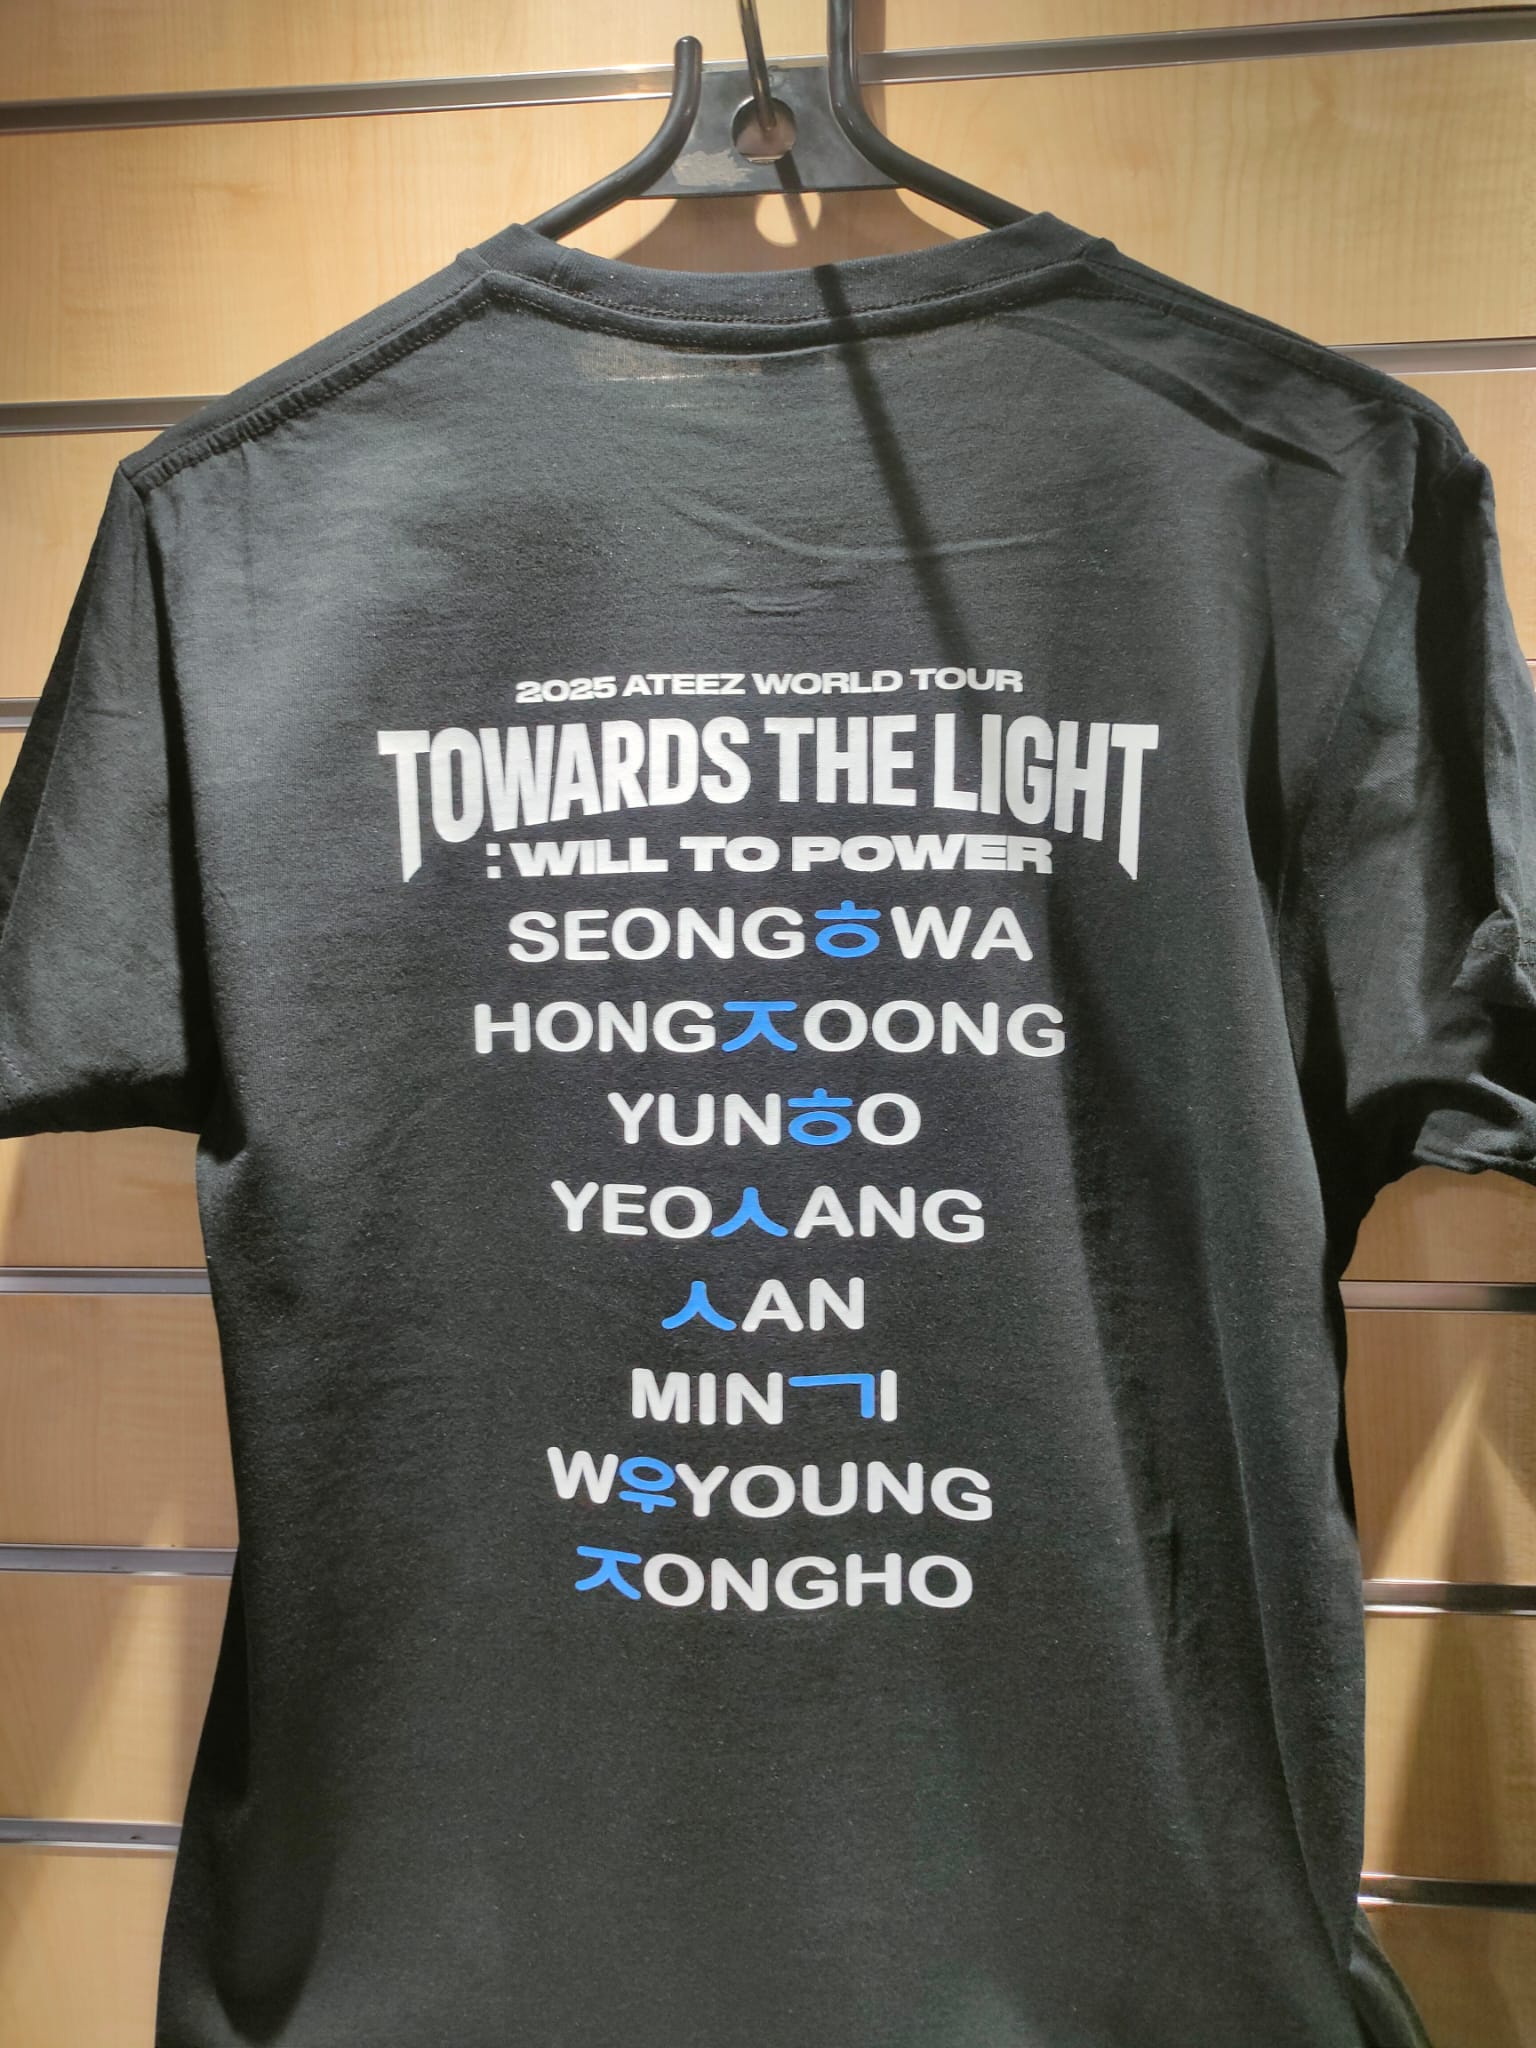 2025 ATEEZ WORLD TOUR
TOWARDS THE LIGHT
: WILL TO POWER
SEONGㅎWA
HONGㅈOONG
YUNㅎO
YEOㅅANG
ㅅAN
MINㄱI
W우YOUNG
ㅈONGHO